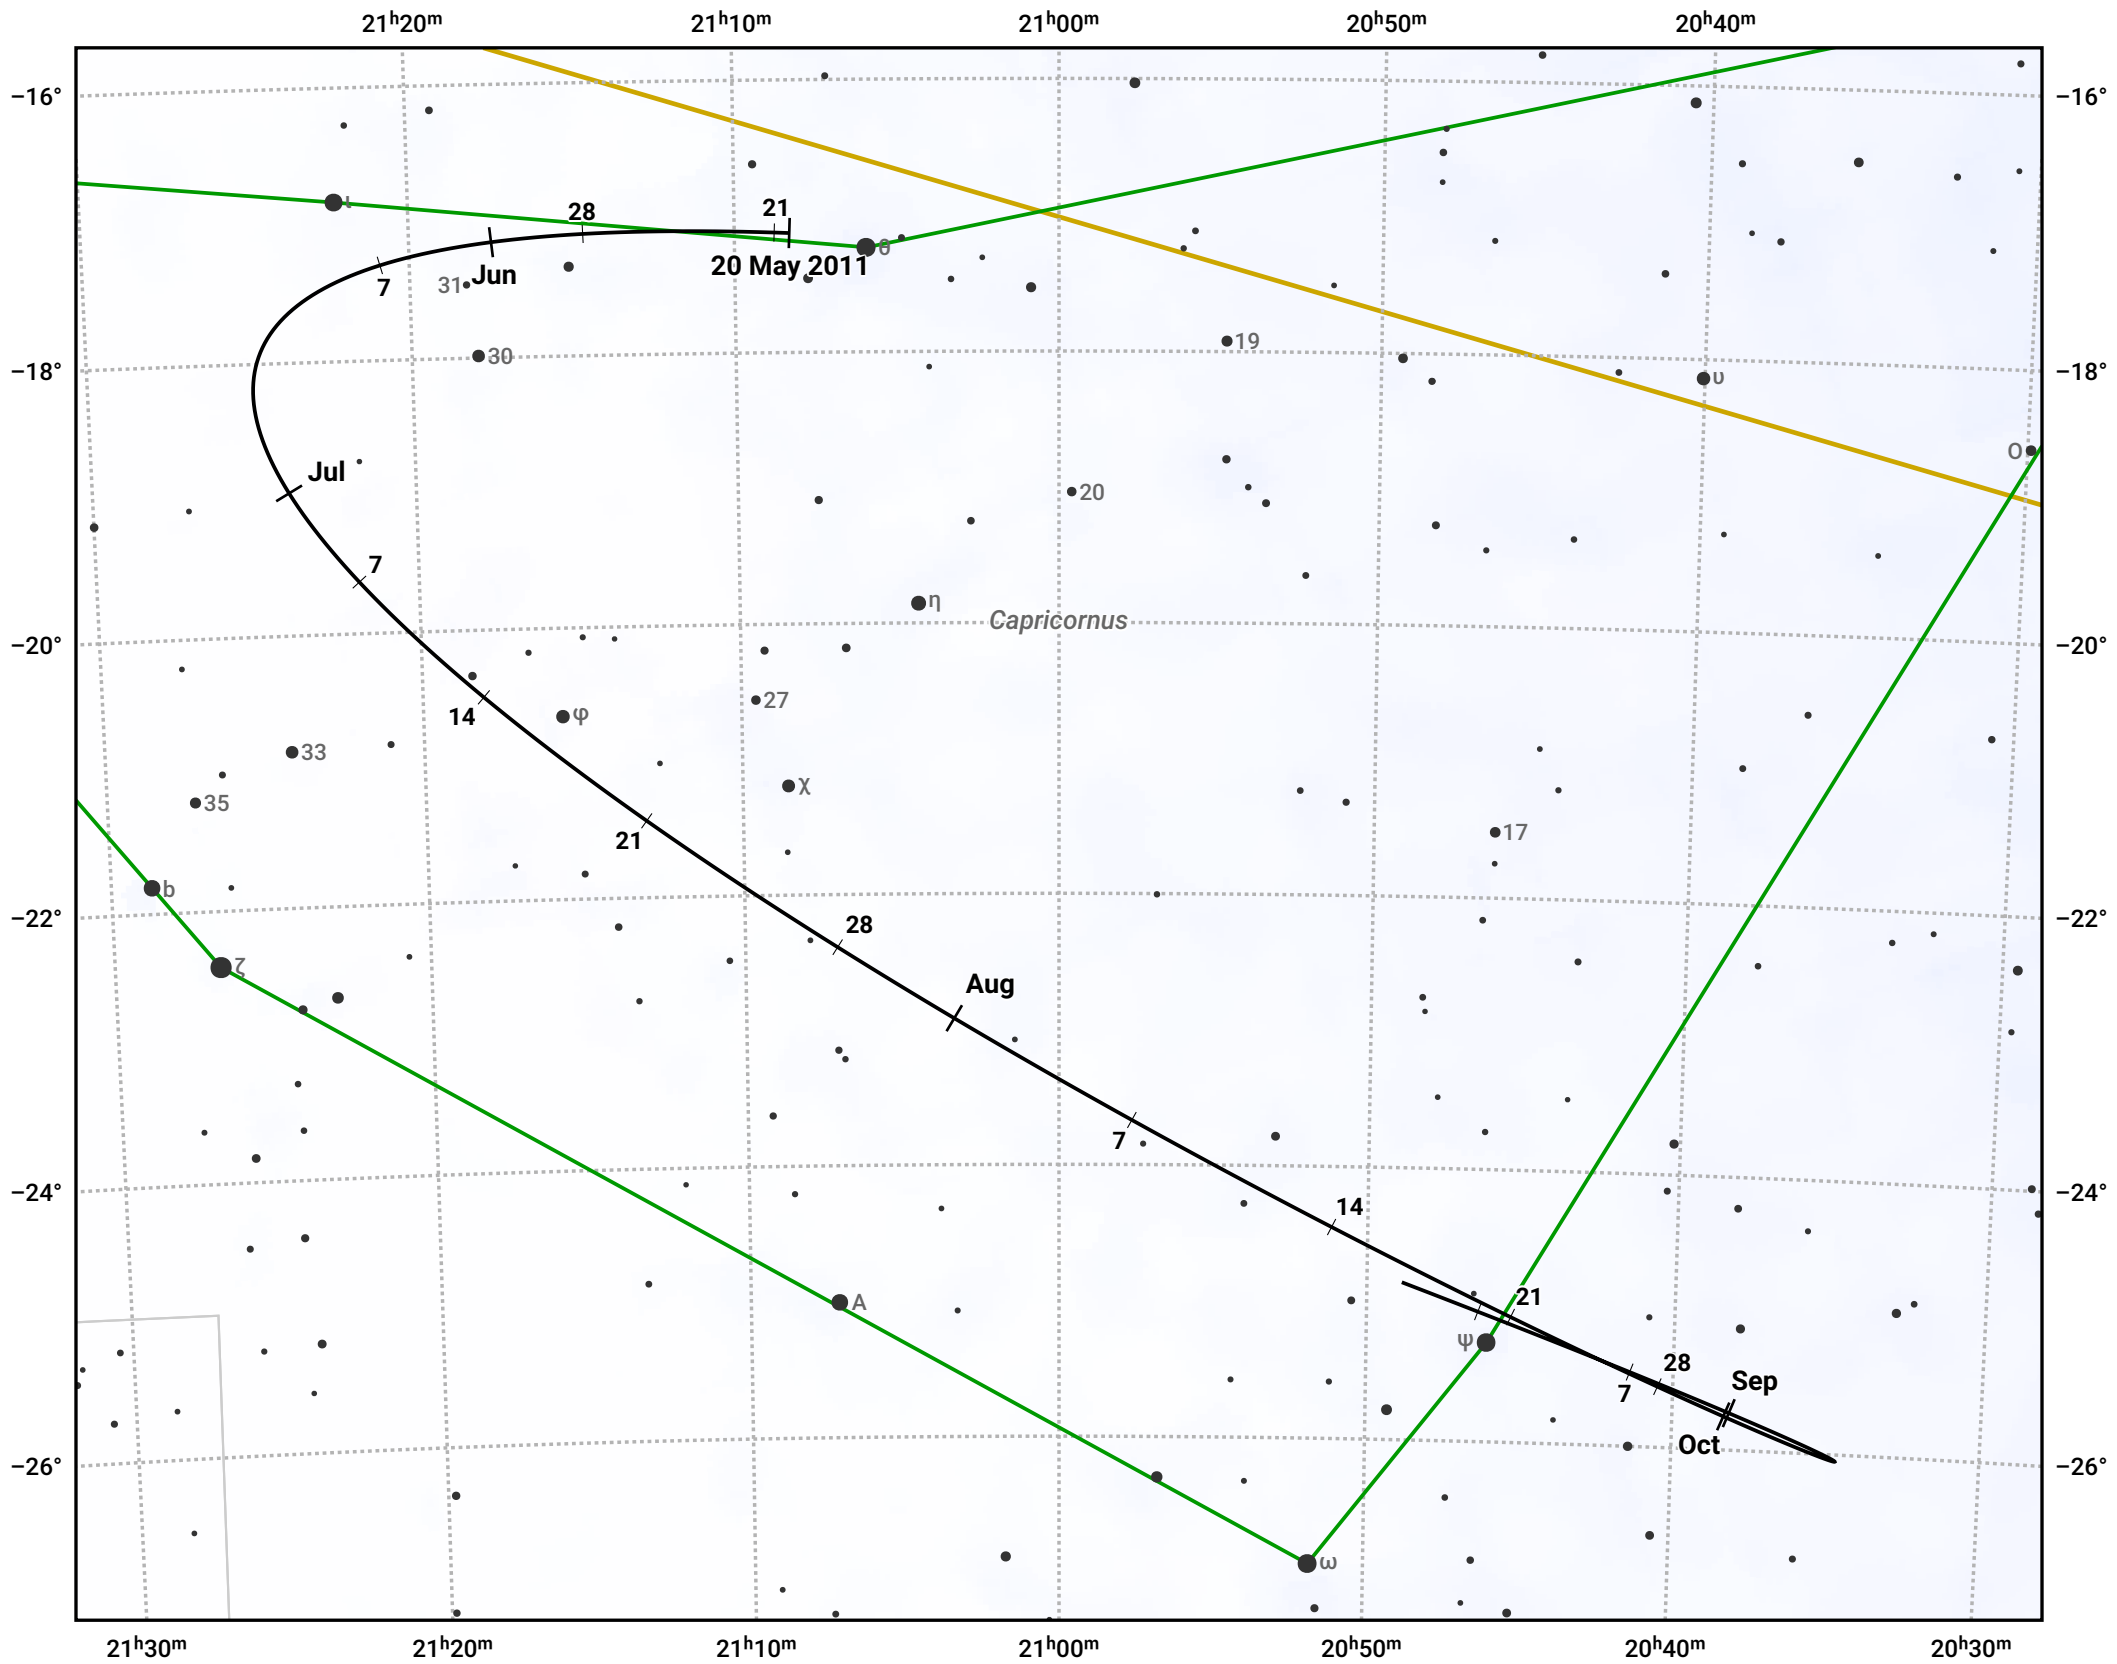 21ʰ20ᵐ 21ʰ10ᵐ 21ʰ00ᵐ 20ʰ50ᵐ 20ʰ40ᵐ
−16° −16°
ι 28 21
θ
20 May 2011
Jun
7 31
19
30
−18° −18°
υ
O
Jul
20
7
η
Capricornus
−20° −20°
27
14 φ
33
χ
35
17
21
b
−22° −22°
28
ζ
Aug
7
−24° −24°
14
21
A
ψ
28
Sep
7
Oct
−26° −26°
ω
21ʰ30ᵐ 21ʰ20ᵐ 21ʰ10ᵐ 21ʰ00ᵐ 20ʰ50ᵐ 20ʰ40ᵐ 20ʰ30ᵐ